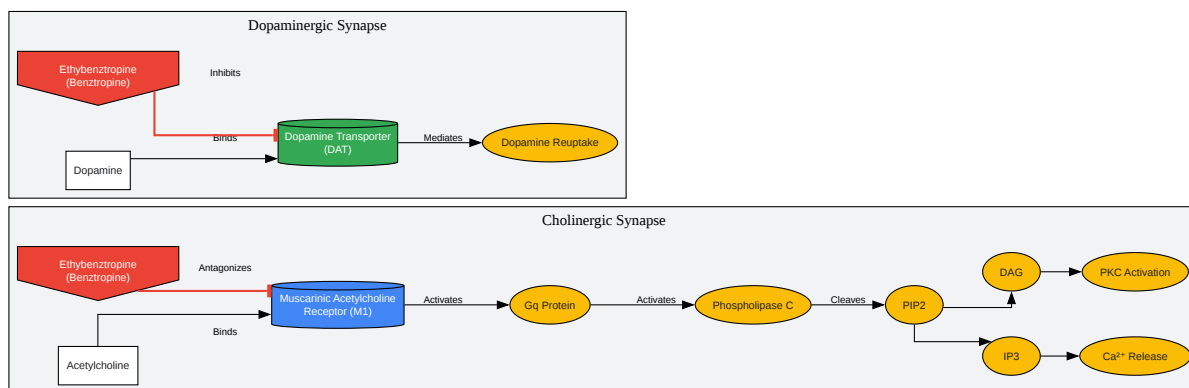 Dopaminergic Synapse
Ethybenztropine
(Benztropine)
Inhibits
Binds
Dopamine Transporter
(DAT)
Mediates
Dopamine Reuptake
Dopamine
Cholinergic Synapse
Ethybenztropine
(Benztropine)
Antagonizes
Muscarinic Acetylcholine
Receptor (M1)
Activates
Gq Protein
Activates
Phospholipase C
Cleaves
PIP2
DAG
PKC Activation
Binds
Acetylcholine
IP3
Ca²⁺ Release